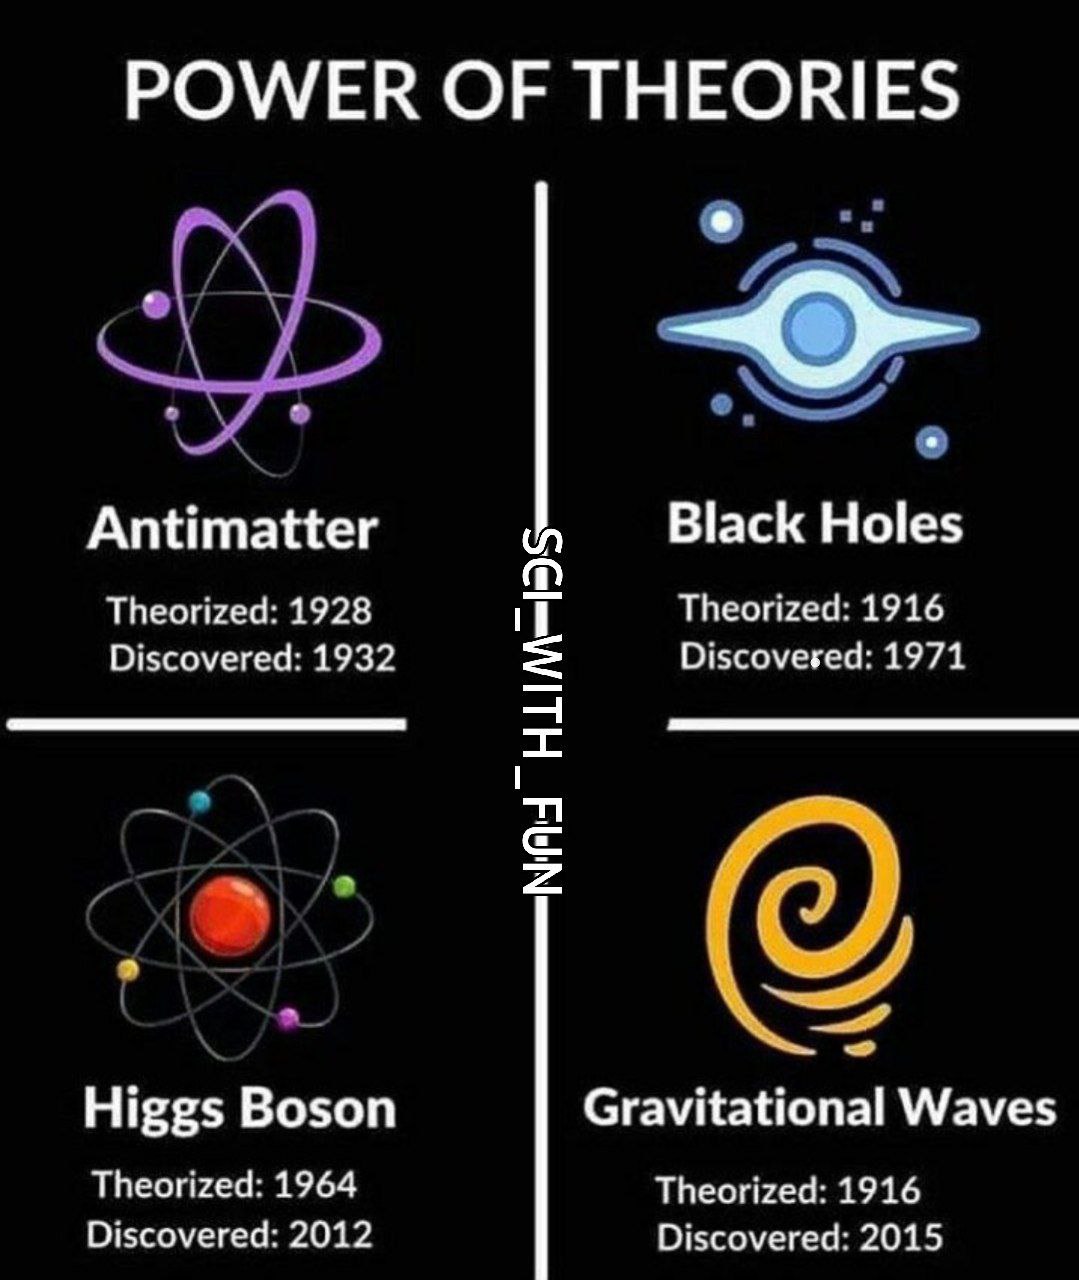 POWER OF THEORIES
Antimatter
Theorized: 1928
Discovered: 1932
Black Holes
Theorized: 1916
Discovered: 1971
SCI_WITH_FUN
Higgs Boson
Theorized: 1964
Discovered: 2012
Gravitational Waves
Theorized: 1916
Discovered: 2015